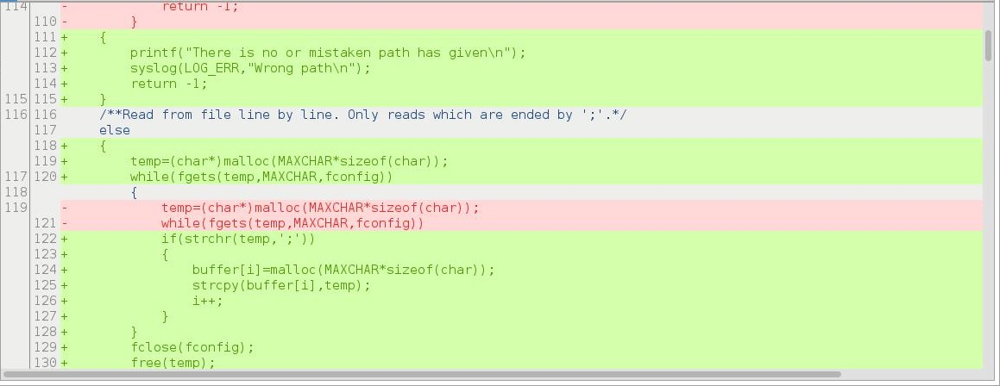 114 - return -1;
110 - }
111 + {
112 + printf("There is no or mistaken path has given\n");
113 + syslog(LOG_ERR,"Wrong path\n");
114 + return -1;
115 115 + }
116 116 /**Read from file line by line. Only reads which are ended by ';'.*/
117 else
118 + {
119 + temp=(char*)malloc(MAXCHAR*sizeof(char));
117 120 + while(fgets(temp,MAXCHAR,fconfig))
118 {
119 - temp=(char*)malloc(MAXCHAR*sizeof(char));
121 - while(fgets(temp,MAXCHAR,fconfig))
122 + if(strchr(temp,';'))
123 + {
124 + buffer[i]=malloc(MAXCHAR*sizeof(char));
125 + strcpy(buffer[i],temp);
126 + i++;
127 + }
128 + }
129 + fclose(fconfig);
130 + free(temp);